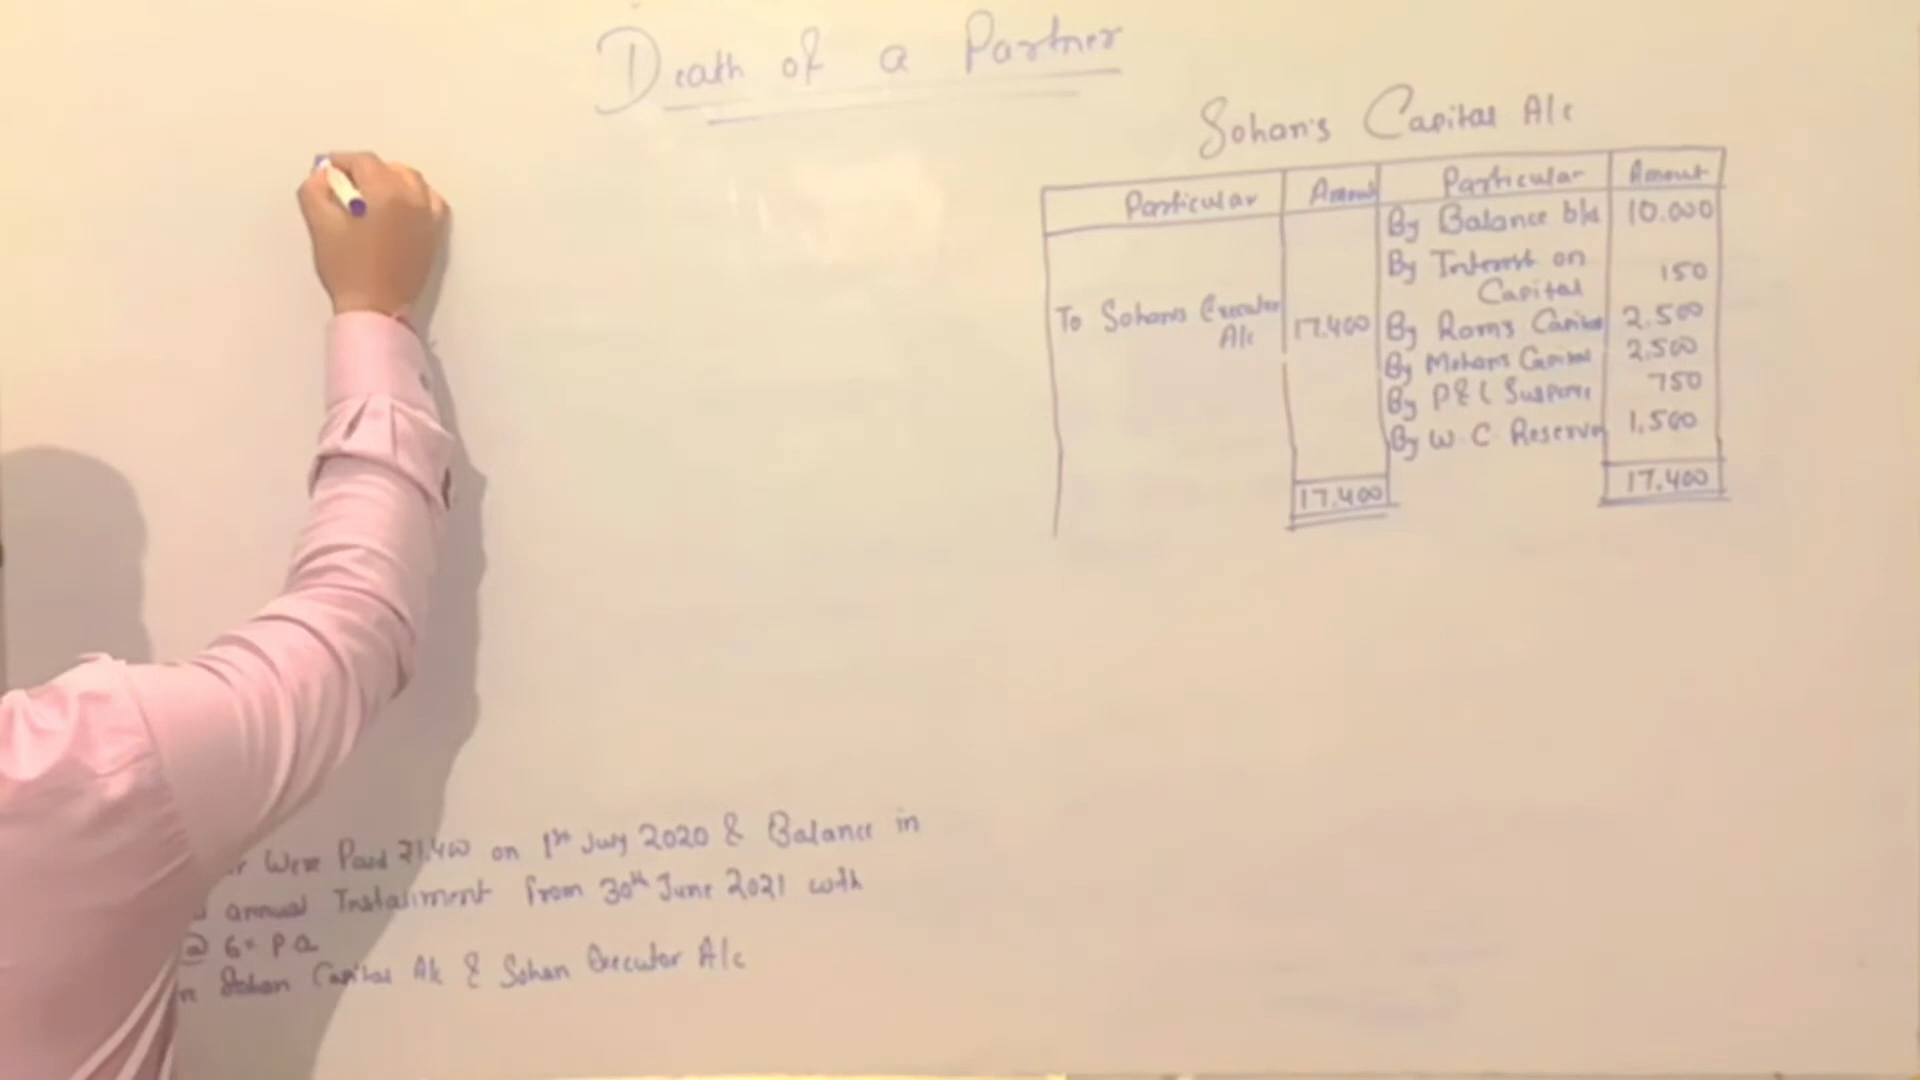 Death of a Partner
Sohan's Capital A/c
Particular Amount Particular Amount
By Balance b/d 10.000
By Interest on
Capital 150
To Sohan's Executor
A/c 17.400
By Ram's Capital 2.500
By Mohan's Capital 2.500
By P & L Suspense 750
By W. C. Reserve 1,500
17.400 17.400
Were Paid ₹1,400 on 1st July 2020 & Balance in
annual Installment from 30th June 2021 with
@ 6% p.a
Sohan Capital A/c & Sohan Executor A/c